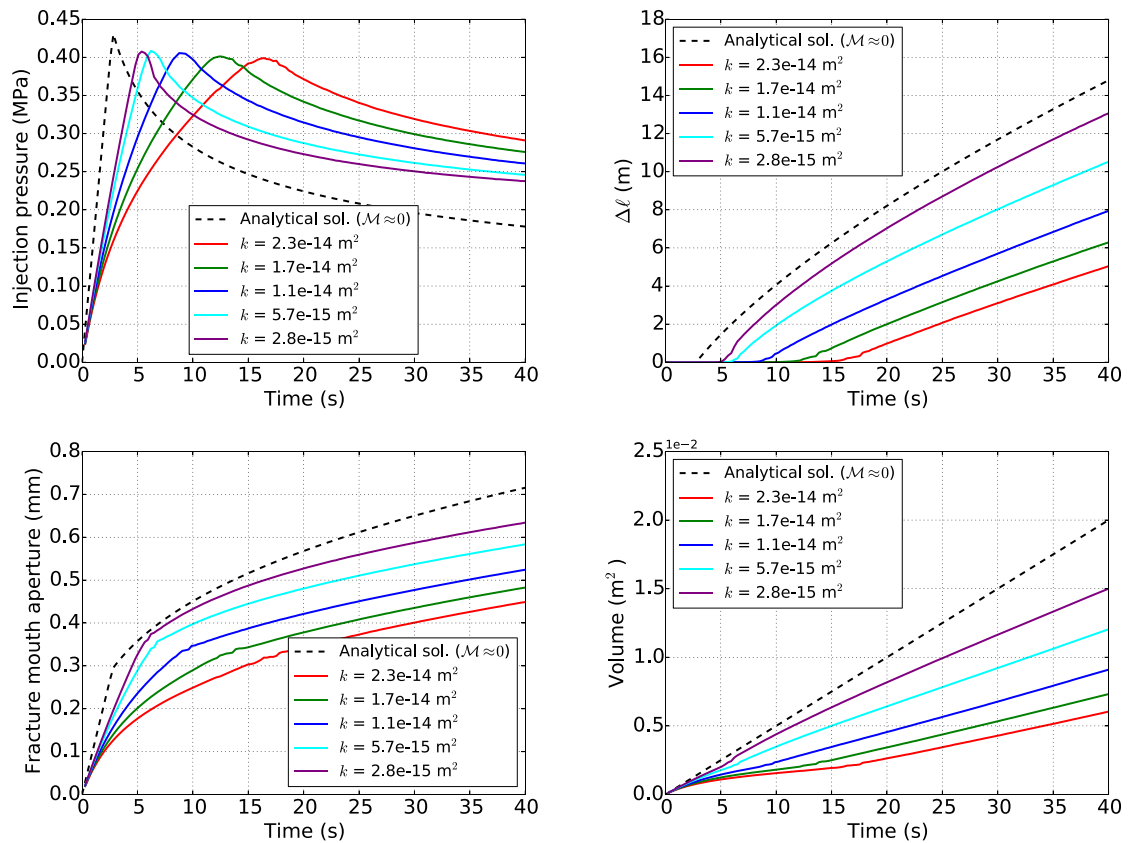 0.45
0.40
0.35
0.30
0.25
0.20
0.15
0.10
0.05
0.00
Injection pressure (MPa)
Analytical sol. (ℳ≈0)
k = 2.3e-14 m²
k = 1.7e-14 m²
k = 1.1e-14 m²
k = 5.7e-15 m²
k = 2.8e-15 m²
0 5 10 15 20 25 30 35 40
Time (s)
18
16
14
12
10
8
6
4
2
0
Δℓ (m)
Analytical sol. (ℳ≈0)
k = 2.3e-14 m²
k = 1.7e-14 m²
k = 1.1e-14 m²
k = 5.7e-15 m²
k = 2.8e-15 m²
0 5 10 15 20 25 30 35 40
Time (s)
0.8
0.7
0.6
0.5
0.4
0.3
0.2
0.1
0.0
Fracture mouth aperture (mm)
Analytical sol. (ℳ≈0)
k = 2.3e-14 m²
k = 1.7e-14 m²
k = 1.1e-14 m²
k = 5.7e-15 m²
k = 2.8e-15 m²
0 5 10 15 20 25 30 35 40
Time (s)
1e-2
2.5
2.0
1.5
1.0
0.5
0.0
Volume (m²)
Analytical sol. (ℳ≈0)
k = 2.3e-14 m²
k = 1.7e-14 m²
k = 1.1e-14 m²
k = 5.7e-15 m²
k = 2.8e-15 m²
0 5 10 15 20 25 30 35 40
Time (s)